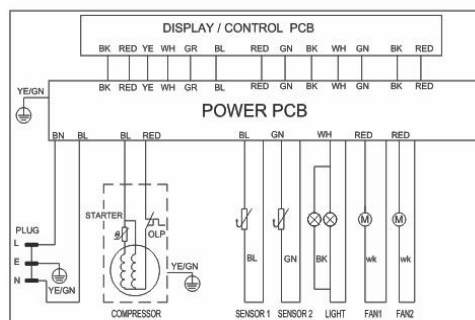 DISPLAY / CONTROL PCB
BK RED YE WH GR BL RED GN BK WH GN BK RED
BK RED YE WH GR BL RED GN BK WH GN BK RED
YE/GN
POWER PCB
BN BL BL RED BL GN WH RED RED
STARTER
OLP
PLUG
L
E
N
YE/GN
YE/GN
M M
BL GN BK wk wk
COMPRESSOR SENSOR 1 SENSOR 2 LIGHT FAN1 FAN2